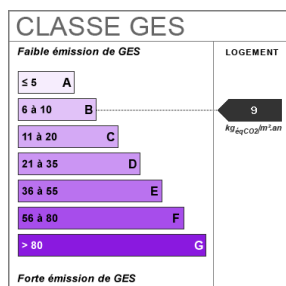 CLASSE GES
Faible émission de GES
LOGEMENT
≤ 5 A
6 à 10 B
9
kgéqCO2/m².an
11 à 20 C
21 à 35 D
36 à 55 E
56 à 80 F
> 80 G
Forte émission de GES